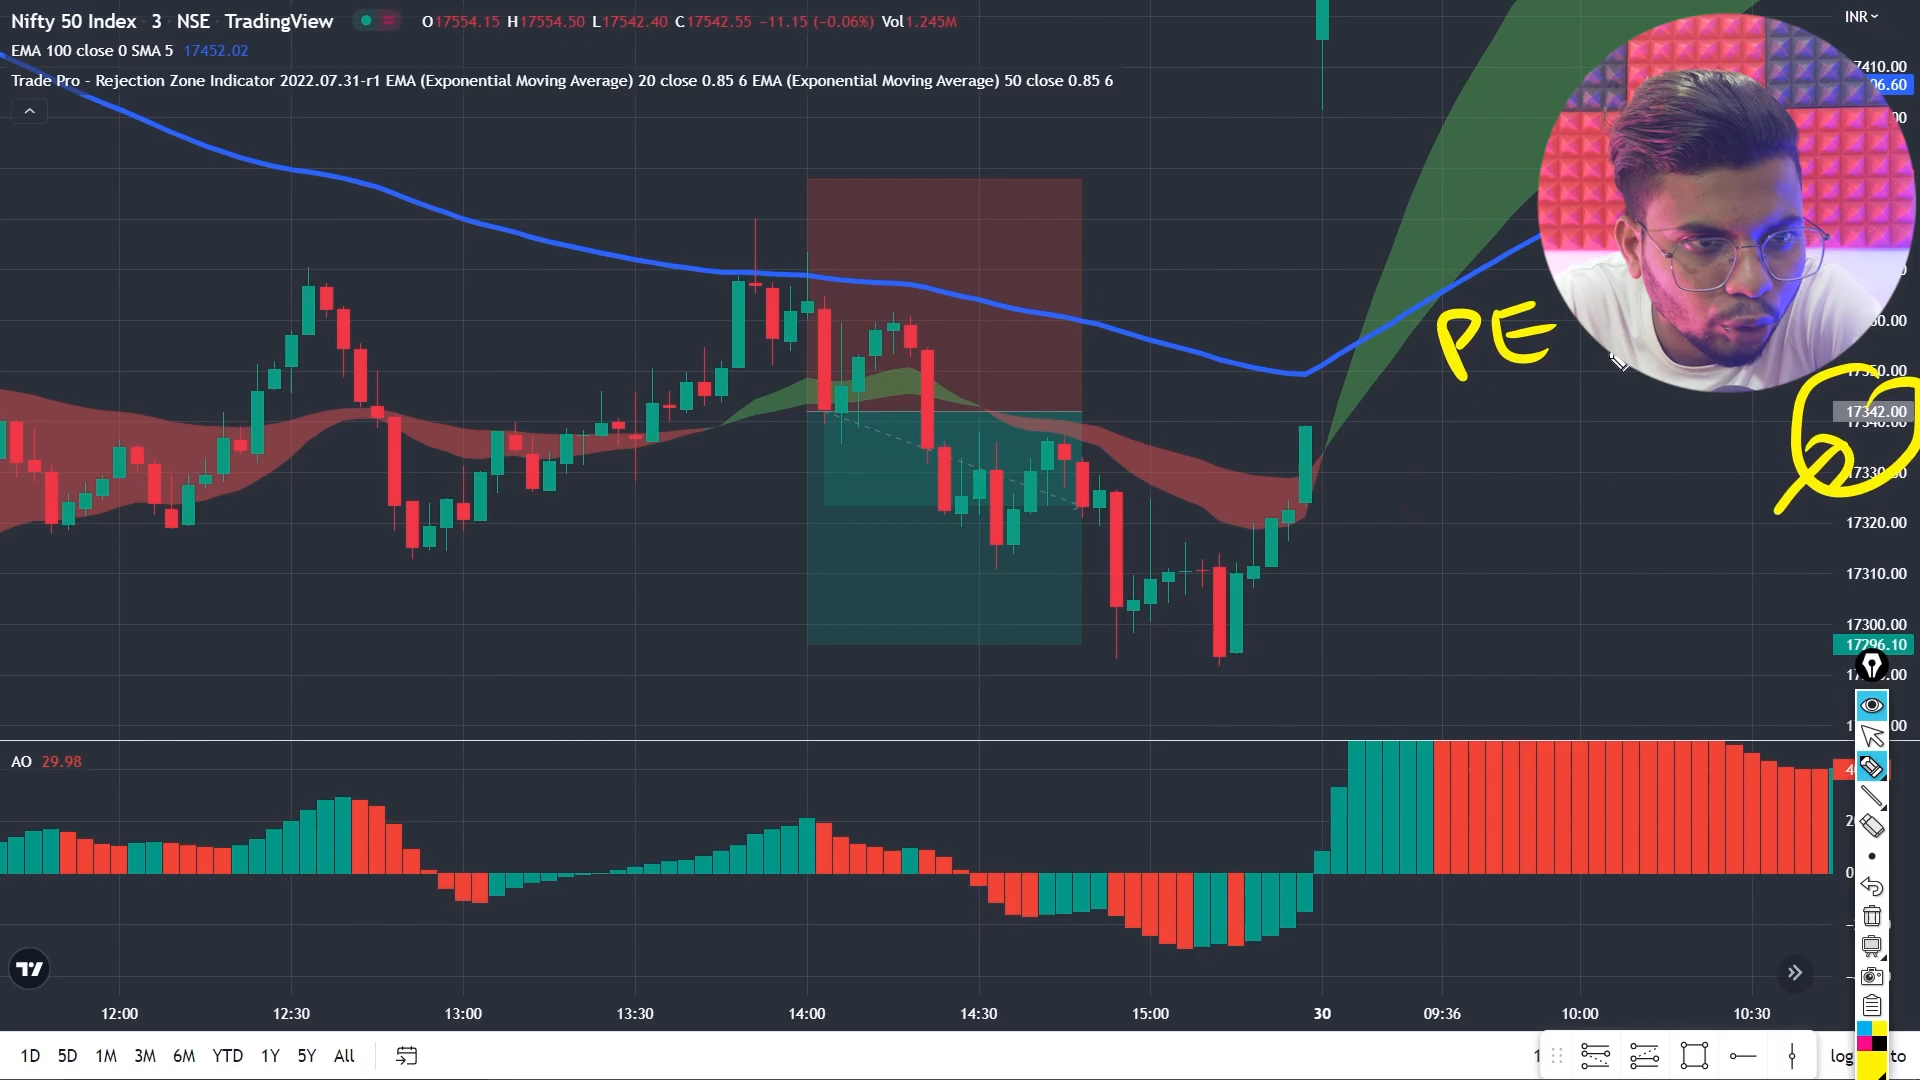 Nifty 50 Index · 3 · NSE TradingView O17554.15 H17554.50 L17542.40 C17542.55 −11.15 (−0.06%) Vol1.245M
EMA 100 close 0 SMA 5 17452.02
Trade Pro - Rejection Zone Indicator 2022.07.31-r1 EMA (Exponential Moving Average) 20 close 0.85 6 EMA (Exponential Moving Average) 50 close 0.85 6
INR
17410.00
PE
17342.00
17320.00
17310.00
17300.00
17296.10
AO 29.98
0
12:00 12:30 13:00 13:30 14:00 14:30 15:00 30 09:36 10:00 10:30
1D 5D 1M 3M 6M YTD 1Y 5Y All